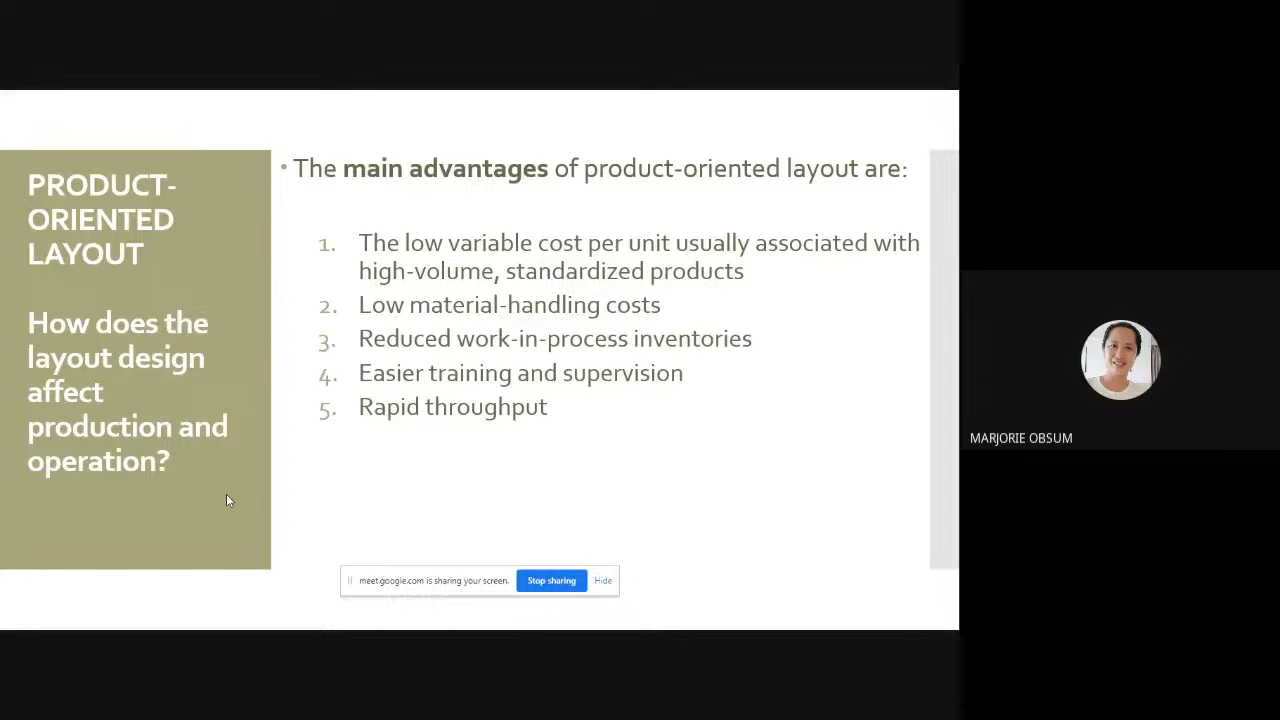 PRODUCT-
ORIENTED
LAYOUT
How does the
layout design
affect
production and
operation?
• The main advantages of product-oriented layout are:
1. The low variable cost per unit usually associated with
high-volume, standardized products
2. Low material-handling costs
3. Reduced work-in-process inventories
4. Easier training and supervision
5. Rapid throughput
meet.google.com is sharing your screen. Stop sharing Hide
MARJORIE OBSUM